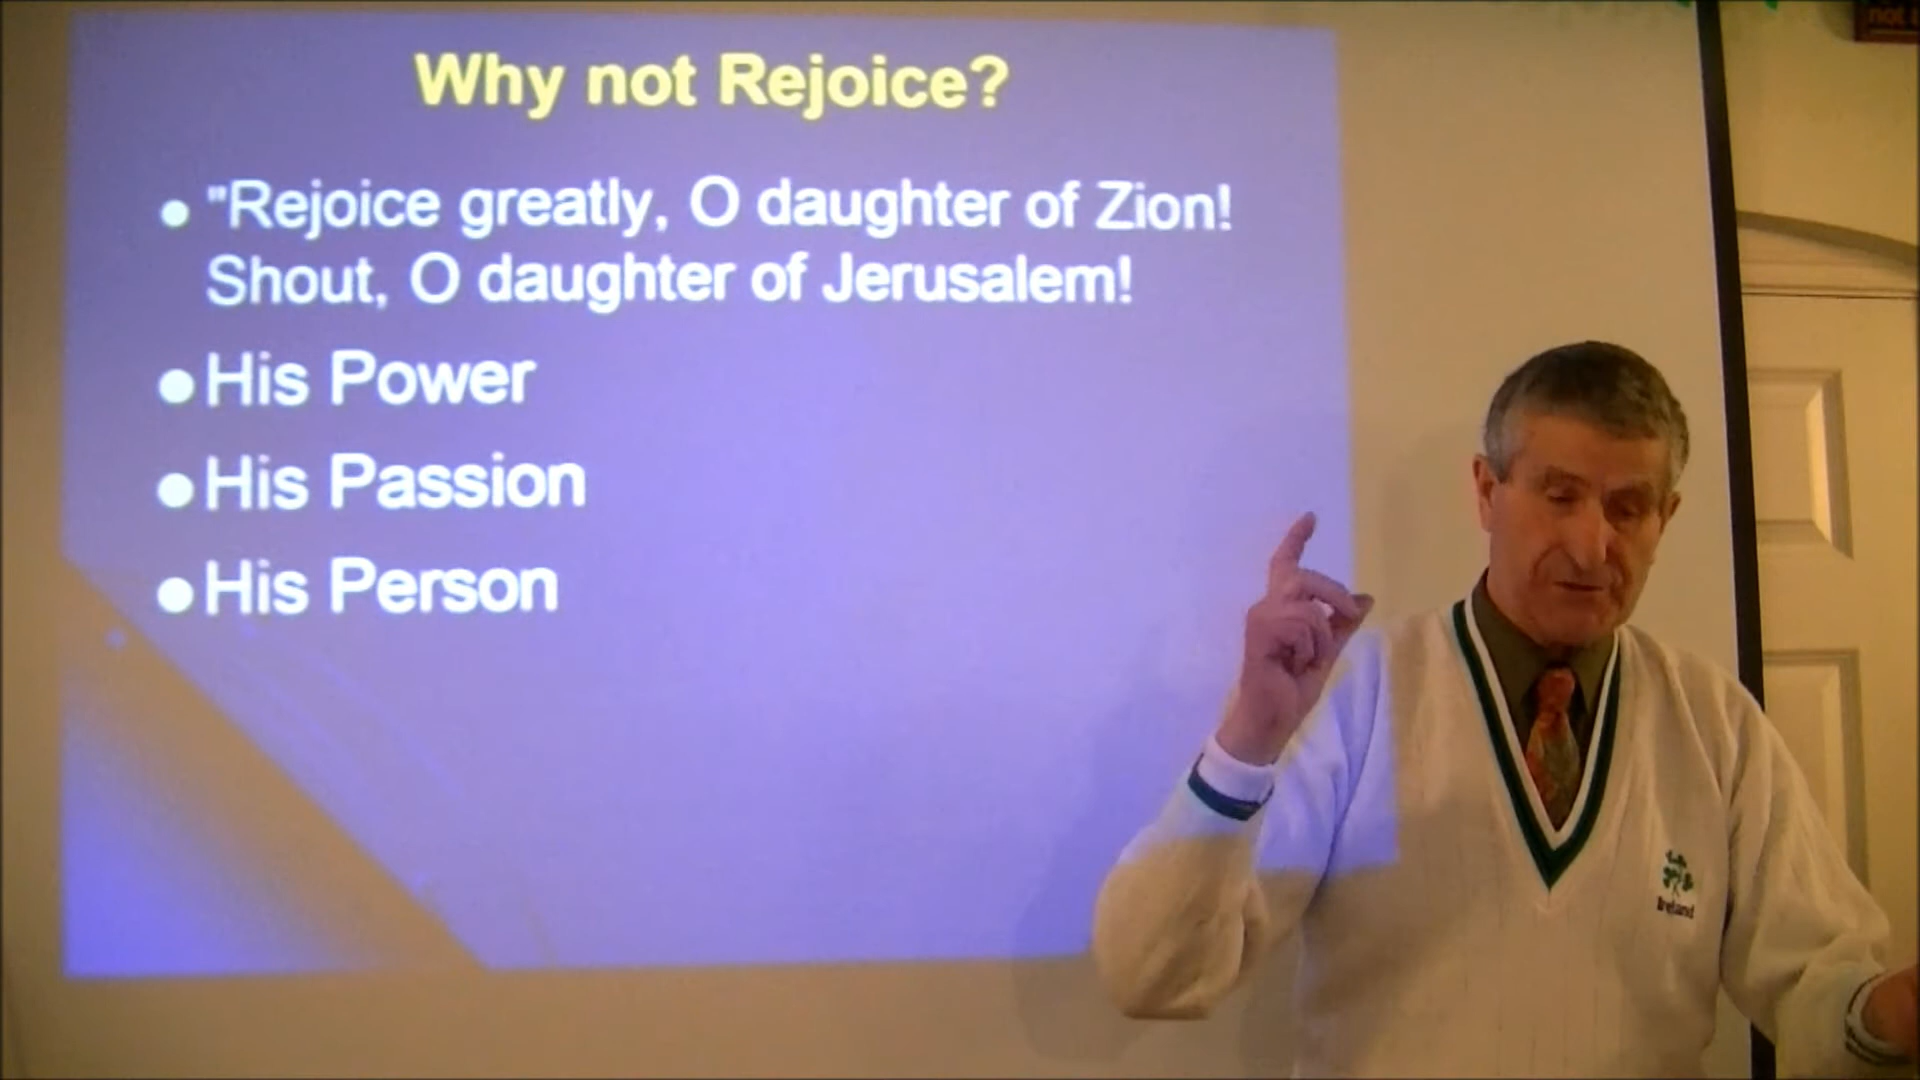 Why not Rejoice?
"Rejoice greatly, O daughter of Zion!
Shout, O daughter of Jerusalem!
His Power
His Passion
His Person
Ireland
not